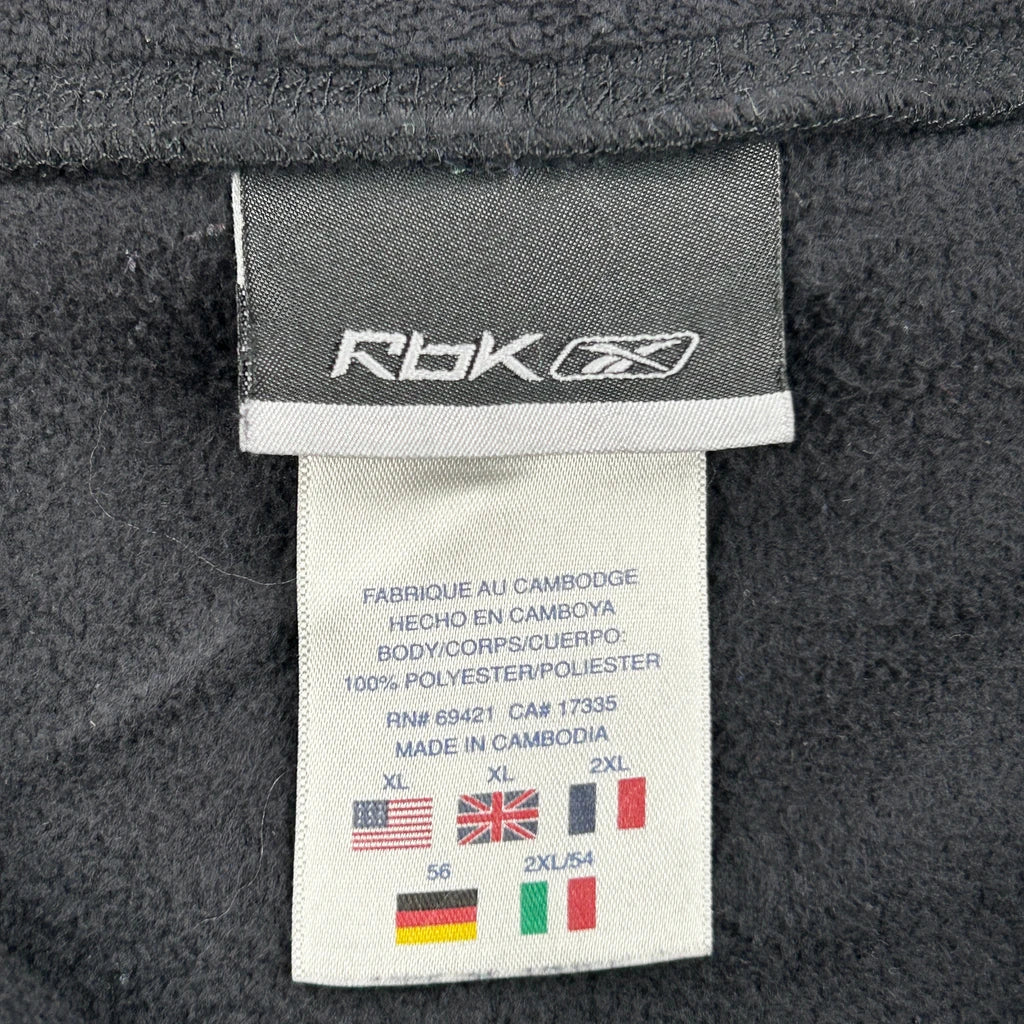 Rbk
FABRIQUE AU CAMBODGE
HECHO EN CAMBOYA
BODY/CORPS/CUERPO:
100% POLYESTER/POLIESTER
RN# 69421 CA# 17335
MADE IN CAMBODIA
XL XL 2XL
56 2XL/54